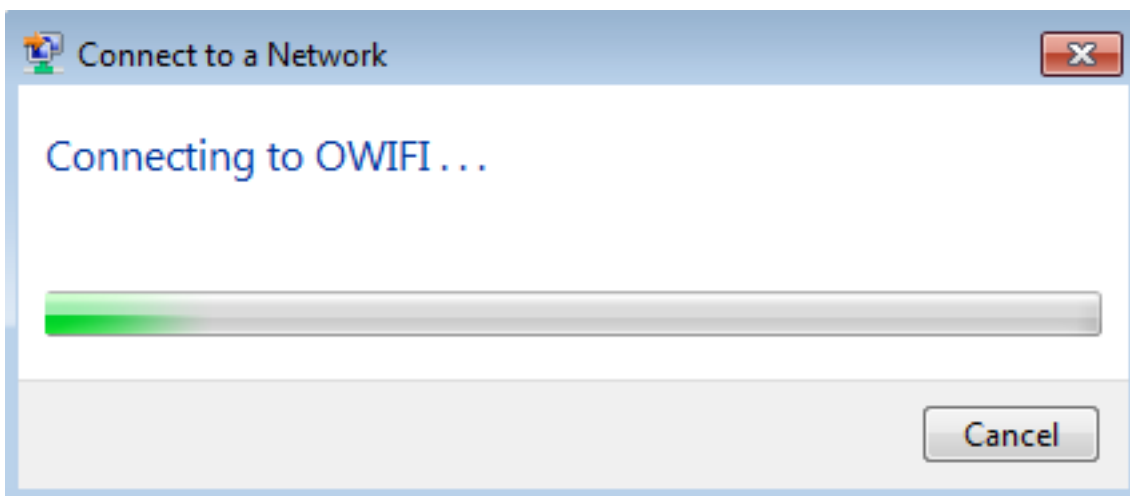 Connect to a Network
Connecting to OWIFI . . .
Cancel